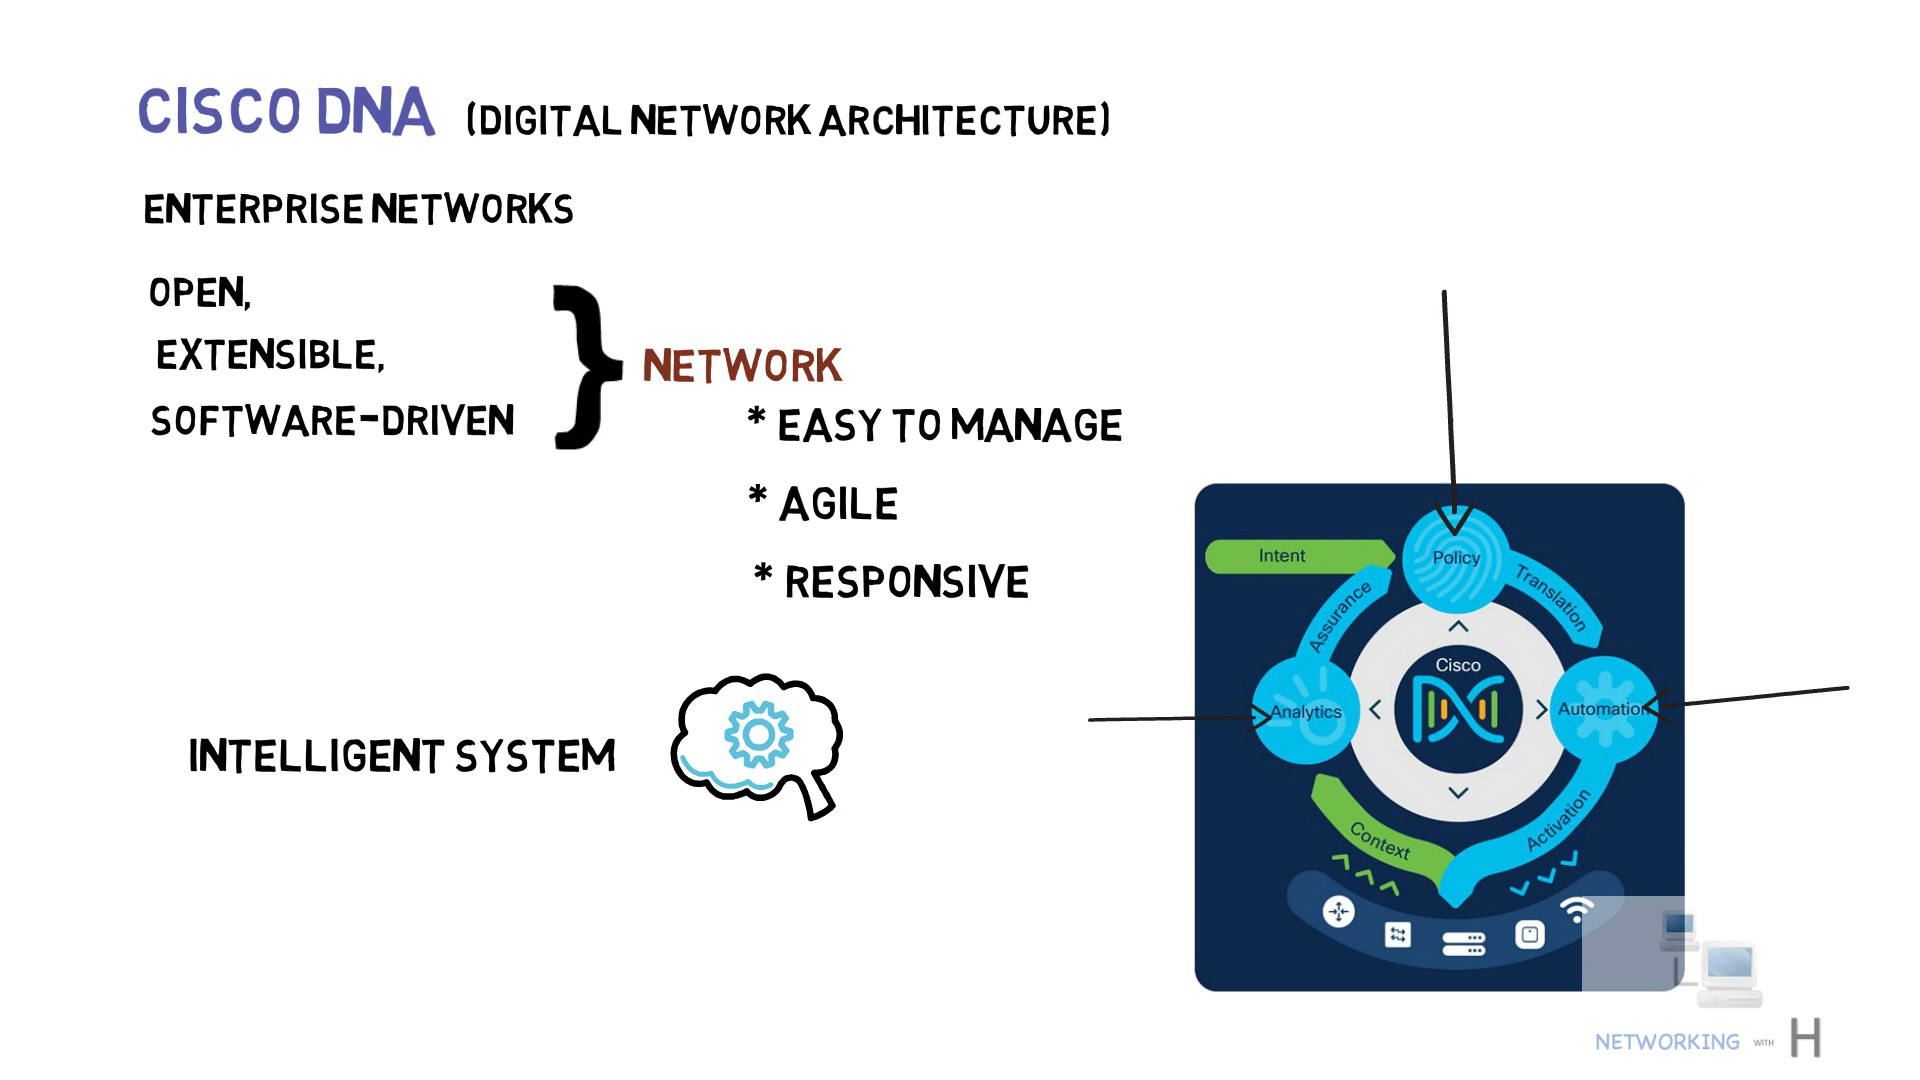 CISCO DNA (DIGITAL NETWORK ARCHITECTURE)
ENTERPRISE NETWORKS
OPEN,
EXTENSIBLE,
SOFTWARE-DRIVEN
NETWORK
* EASY TO MANAGE
* AGILE
* RESPONSIVE
INTELLIGENT SYSTEM
Intent
Policy
Translation
Assurance
Cisco
Analytics
Automation
Context
Activation
NETWORKING WITH H